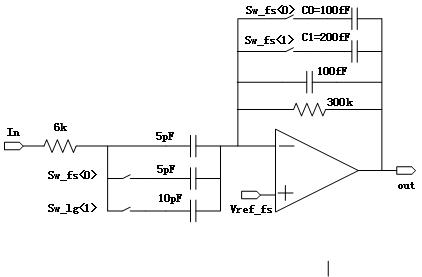 Sw_fs<0> C0=100fF
Sw_fs<1> C1=200fF
100fF
300k
In
6k
5pF
5pF
Sw_fs<0>
10pF
Sw_lg<1>
Vref_fs
out